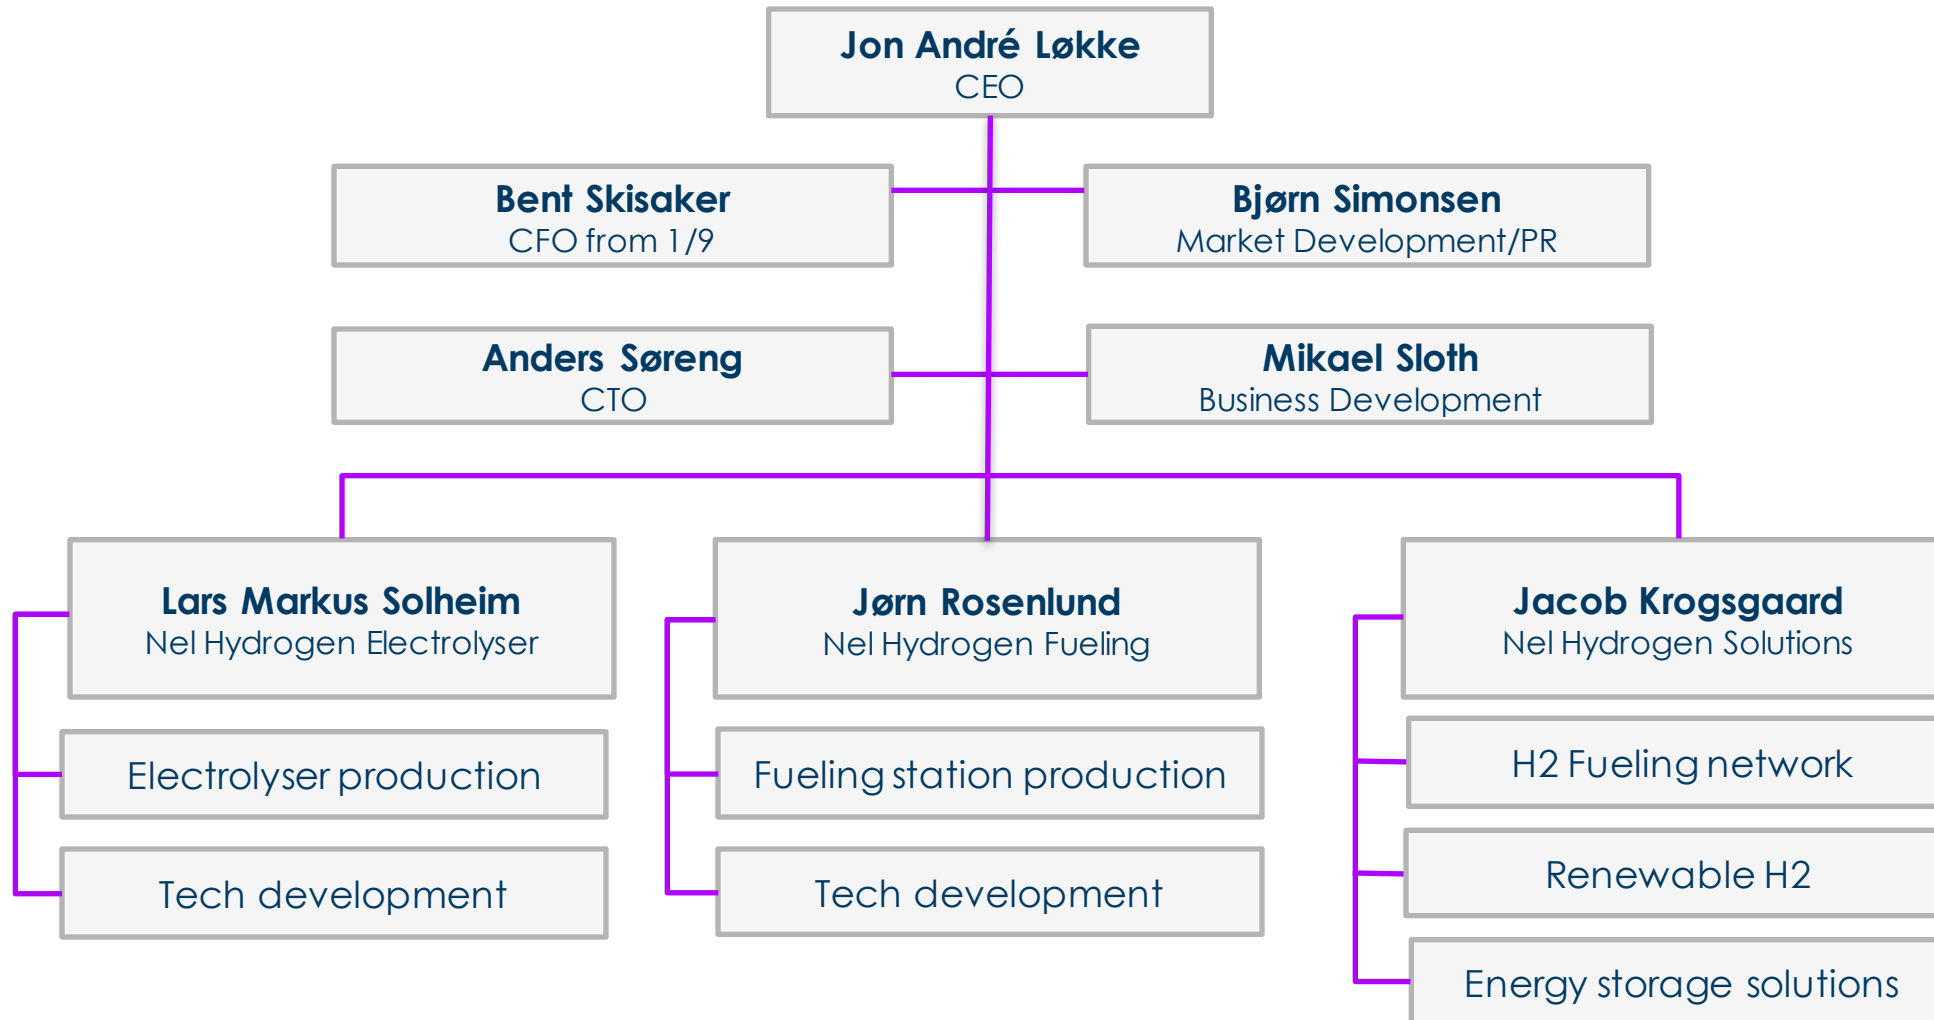 Jon André Løkke
CEO
Bent Skisaker
CFO from 1/9
Bjørn Simonsen
Market Development/PR
Anders Søreng
CTO
Mikael Sloth
Business Development
Lars Markus Solheim
Nel Hydrogen Electrolyser
Electrolyser production
Tech development
Jørn Rosenlund
Nel Hydrogen Fueling
Fueling station production
Tech development
Jacob Krogsgaard
Nel Hydrogen Solutions
H2 Fueling network
Renewable H2
Energy storage solutions